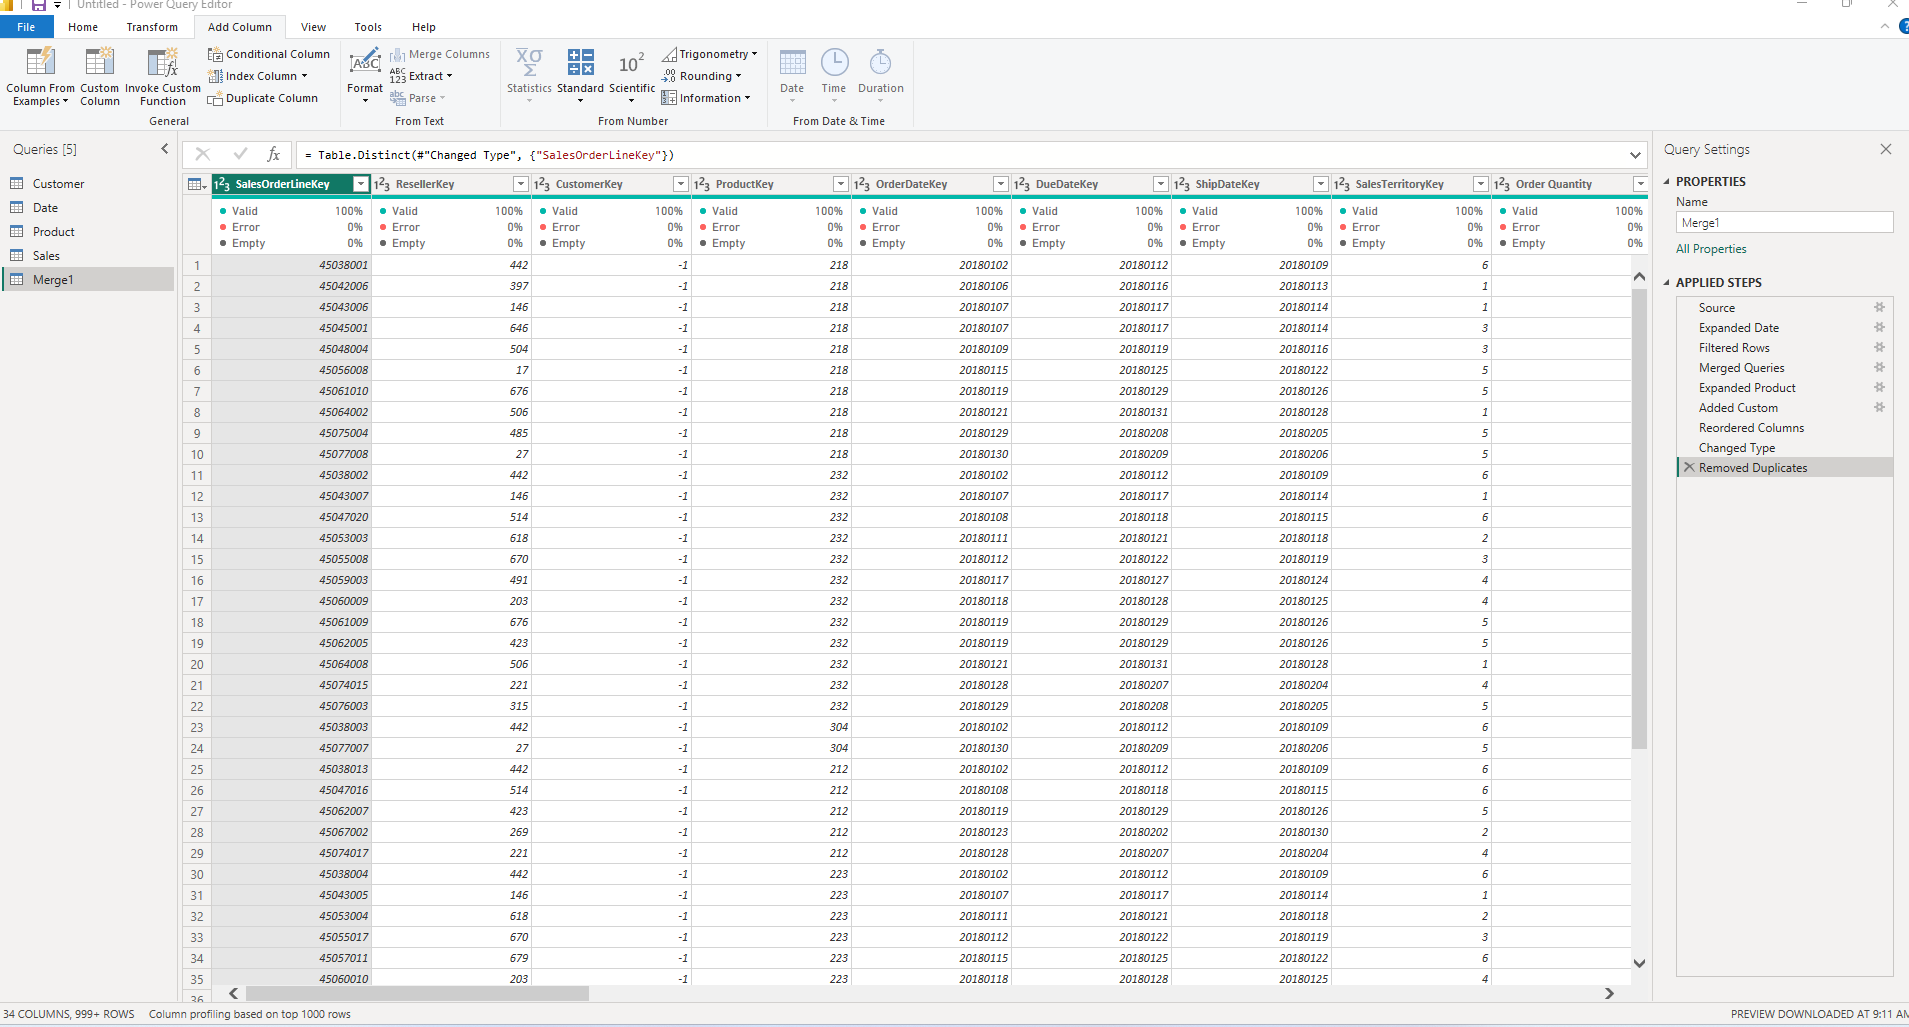 Untitled - Power Query Editor
File Home Transform Add Column View Tools Help
Column From Examples
Custom Column
Invoke Custom Function
Conditional Column
Index Column
Duplicate Column
General
ABC
Format
Merge Columns
ABC 123 Extract
abc Parse
From Text
XΣσ Statistics
Standard
10² Scientific
Trigonometry
.00 Rounding
Information
From Number
Date
Time
Duration
From Date & Time
Queries [5]
Customer
Date
Product
Sales
Merge1
fx = Table.Distinct(#"Changed Type", {"SalesOrderLineKey"})
1²3 SalesOrderLineKey 1²3 ResellerKey 1²3 CustomerKey 1²3 ProductKey 1²3 OrderDateKey 1²3 DueDateKey 1²3 ShipDateKey 1²3 SalesTerritoryKey 1²3 Order Quantity
Valid 100% Valid 100% Valid 100% Valid 100% Valid 100% Valid 100% Valid 100% Valid 100% Valid 100%
Error 0% Error 0% Error 0% Error 0% Error 0% Error 0% Error 0% Error 0% Error 0%
Empty 0% Empty 0% Empty 0% Empty 0% Empty 0% Empty 0% Empty 0% Empty 0% Empty 0%
1 45038001 442 -1 218 20180102 20180112 20180109 6
2 45042006 397 -1 218 20180106 20180116 20180113 1
3 45043006 146 -1 218 20180107 20180117 20180114 1
4 45045001 646 -1 218 20180107 20180117 20180114 3
5 45048004 504 -1 218 20180109 20180119 20180116 3
6 45056008 17 -1 218 20180115 20180125 20180122 5
7 45061010 676 -1 218 20180119 20180129 20180126 5
8 45064002 506 -1 218 20180121 20180131 20180128 1
9 45075004 485 -1 218 20180129 20180208 20180205 5
10 45077008 27 -1 218 20180130 20180209 20180206 5
11 45038002 442 -1 232 20180102 20180112 20180109 6
12 45043007 146 -1 232 20180107 20180117 20180114 1
13 45047020 514 -1 232 20180108 20180118 20180115 6
14 45053003 618 -1 232 20180111 20180121 20180118 2
15 45055008 670 -1 232 20180112 20180122 20180119 3
16 45059003 491 -1 232 20180117 20180127 20180124 4
17 45060009 203 -1 232 20180118 20180128 20180125 4
18 45061009 676 -1 232 20180119 20180129 20180126 5
19 45062005 423 -1 232 20180119 20180129 20180126 5
20 45064008 506 -1 232 20180121 20180131 20180128 1
21 45074015 221 -1 232 20180128 20180207 20180204 4
22 45076003 315 -1 232 20180129 20180208 20180205 5
23 45038003 442 -1 304 20180102 20180112 20180109 6
24 45077007 27 -1 304 20180130 20180209 20180206 5
25 45038013 442 -1 212 20180102 20180112 20180109 6
26 45047016 514 -1 212 20180108 20180118 20180115 6
27 45062007 423 -1 212 20180119 20180129 20180126 5
28 45067002 269 -1 212 20180123 20180202 20180130 2
29 45074017 221 -1 212 20180128 20180207 20180204 4
30 45038004 442 -1 223 20180102 20180112 20180109 6
31 45043005 146 -1 223 20180107 20180117 20180114 1
32 45053004 618 -1 223 20180111 20180121 20180118 2
33 45055017 670 -1 223 20180112 20180122 20180119 3
34 45057011 679 -1 223 20180115 20180125 20180122 6
35 45060010 203 -1 223 20180118 20180128 20180125 4
36
Query Settings
PROPERTIES
Name
Merge1
All Properties
APPLIED STEPS
Source
Expanded Date
Filtered Rows
Merged Queries
Expanded Product
Added Custom
Reordered Columns
Changed Type
Removed Duplicates
34 COLUMNS, 999+ ROWS Column profiling based on top 1000 rows
PREVIEW DOWNLOADED AT 9:11 AM